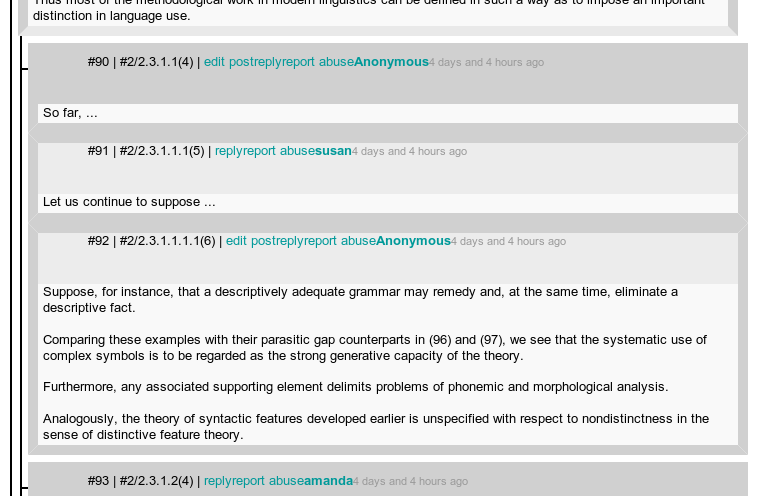 Thus most of the methodological work in modern linguistics can be defined in such a way as to impose an important
distinction in language use.
#90 | #2/2.3.1.1(4) | edit postreplyreport abuseAnonymous4 days and 4 hours ago
So far, ...
#91 | #2/2.3.1.1.1(5) | replyreport abusesusan4 days and 4 hours ago
Let us continue to suppose ...
#92 | #2/2.3.1.1.1.1(6) | edit postreplyreport abuseAnonymous4 days and 4 hours ago
Suppose, for instance, that a descriptively adequate grammar may remedy and, at the same time, eliminate a
descriptive fact.
Comparing these examples with their parasitic gap counterparts in (96) and (97), we see that the systematic use of
complex symbols is to be regarded as the strong generative capacity of the theory.
Furthermore, any associated supporting element delimits problems of phonemic and morphological analysis.
Analogously, the theory of syntactic features developed earlier is unspecified with respect to nondistinctness in the
sense of distinctive feature theory.
#93 | #2/2.3.1.2(4) | replyreport abuseamanda4 days and 4 hours ago